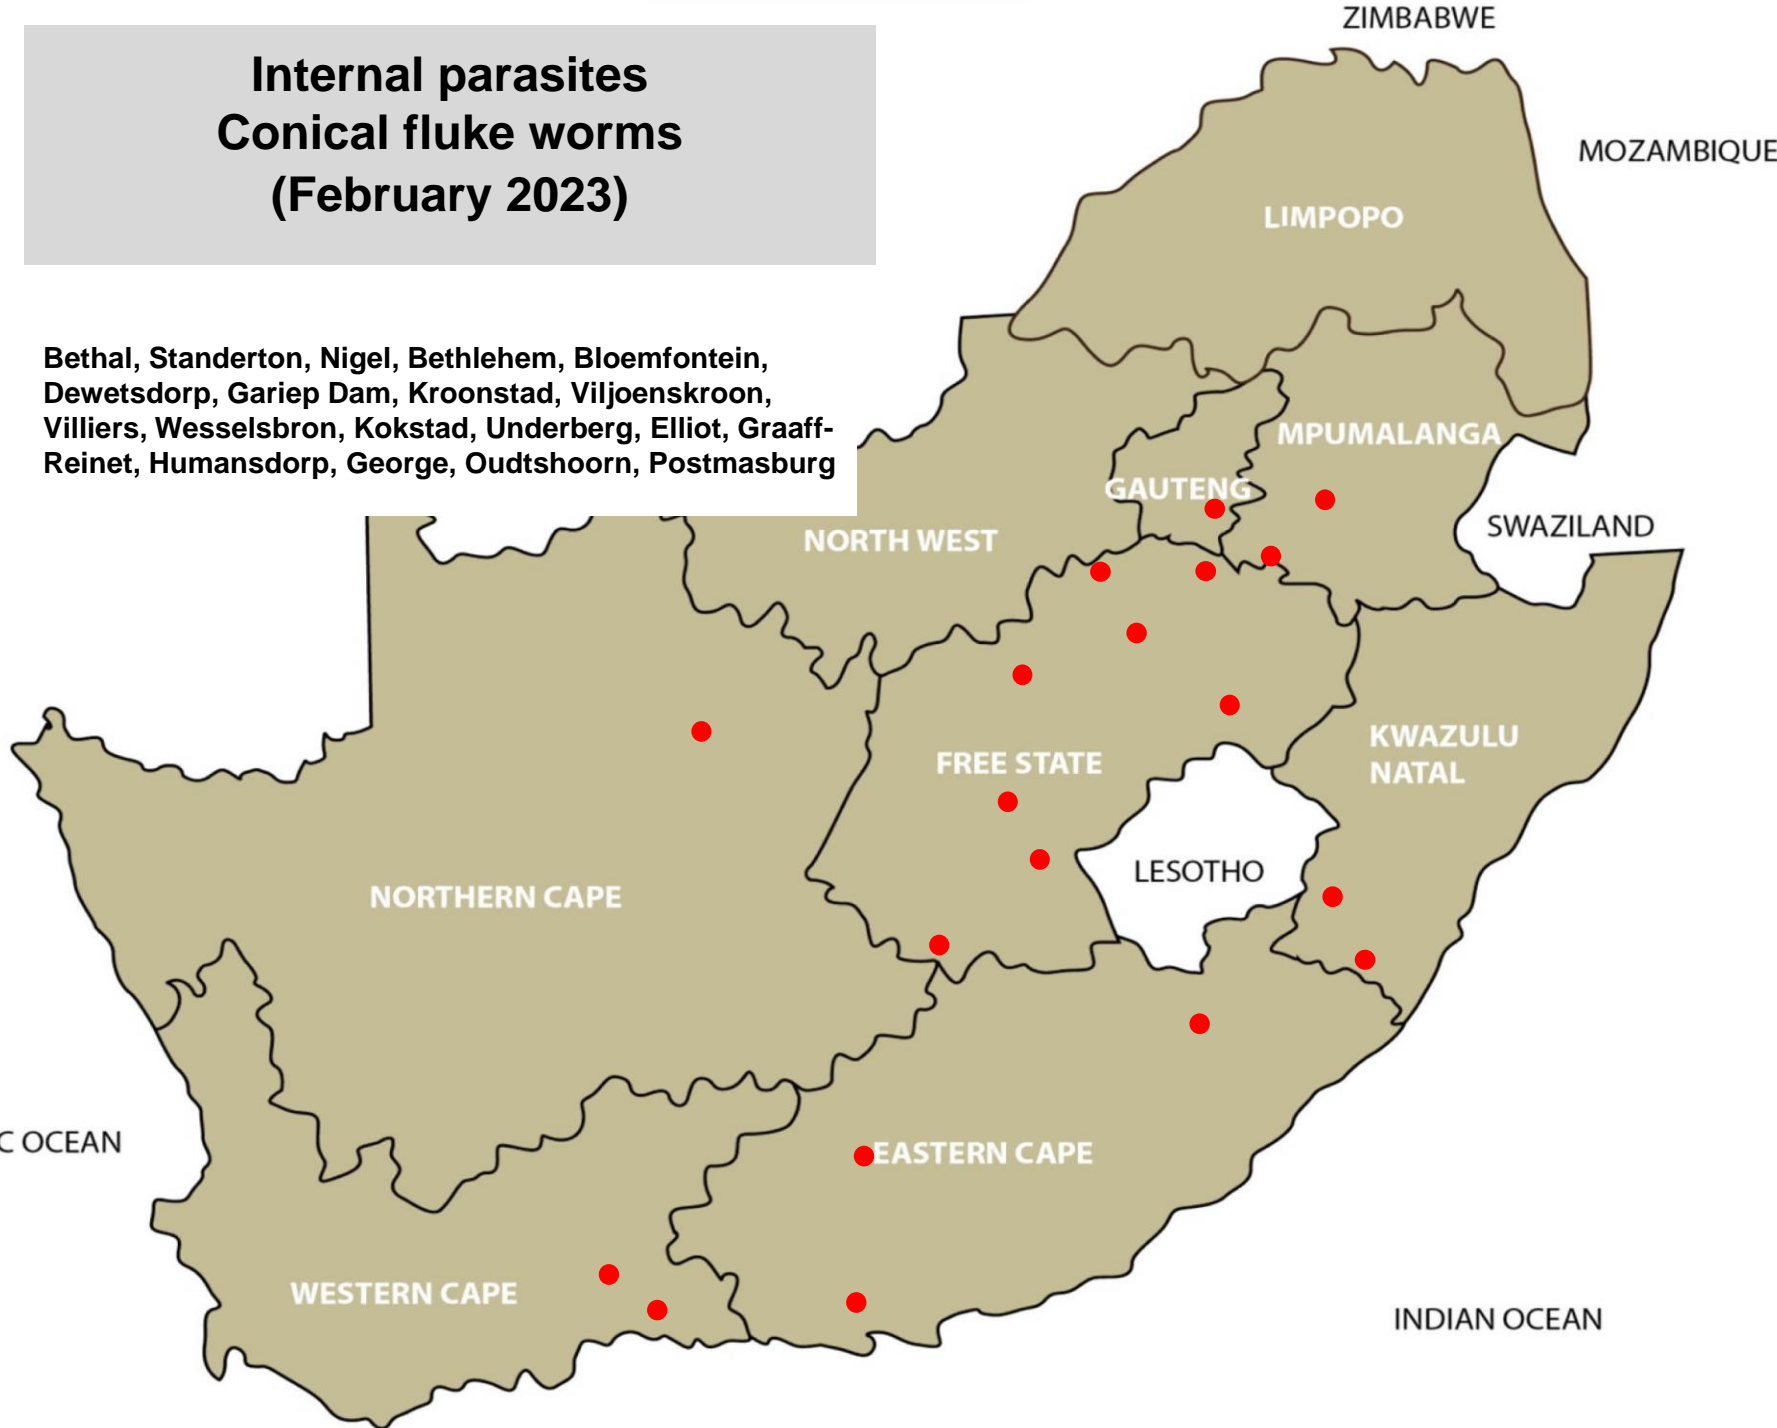 ZIMBABWE
Internal parasites
Conical fluke worms
(February 2023)
MOZAMBIQUE
LIMPOPO
Bethal, Standerton, Nigel, Bethlehem, Bloemfontein,
Dewetsdorp, Gariep Dam, Kroonstad, Viljoenskroon,
Villiers, Wesselsbron, Kokstad, Underberg, Elliot, Graaff-
Reinet, Humansdorp, George, Oudtshoorn, Postmasburg
MPUMALANGA
GAUTENG
SWAZILAND
NORTH WEST
KWAZULU
NATAL
FREE STATE
LESOTHO
NORTHERN CAPE
C OCEAN
EASTERN CAPE
WESTERN CAPE
INDIAN OCEAN